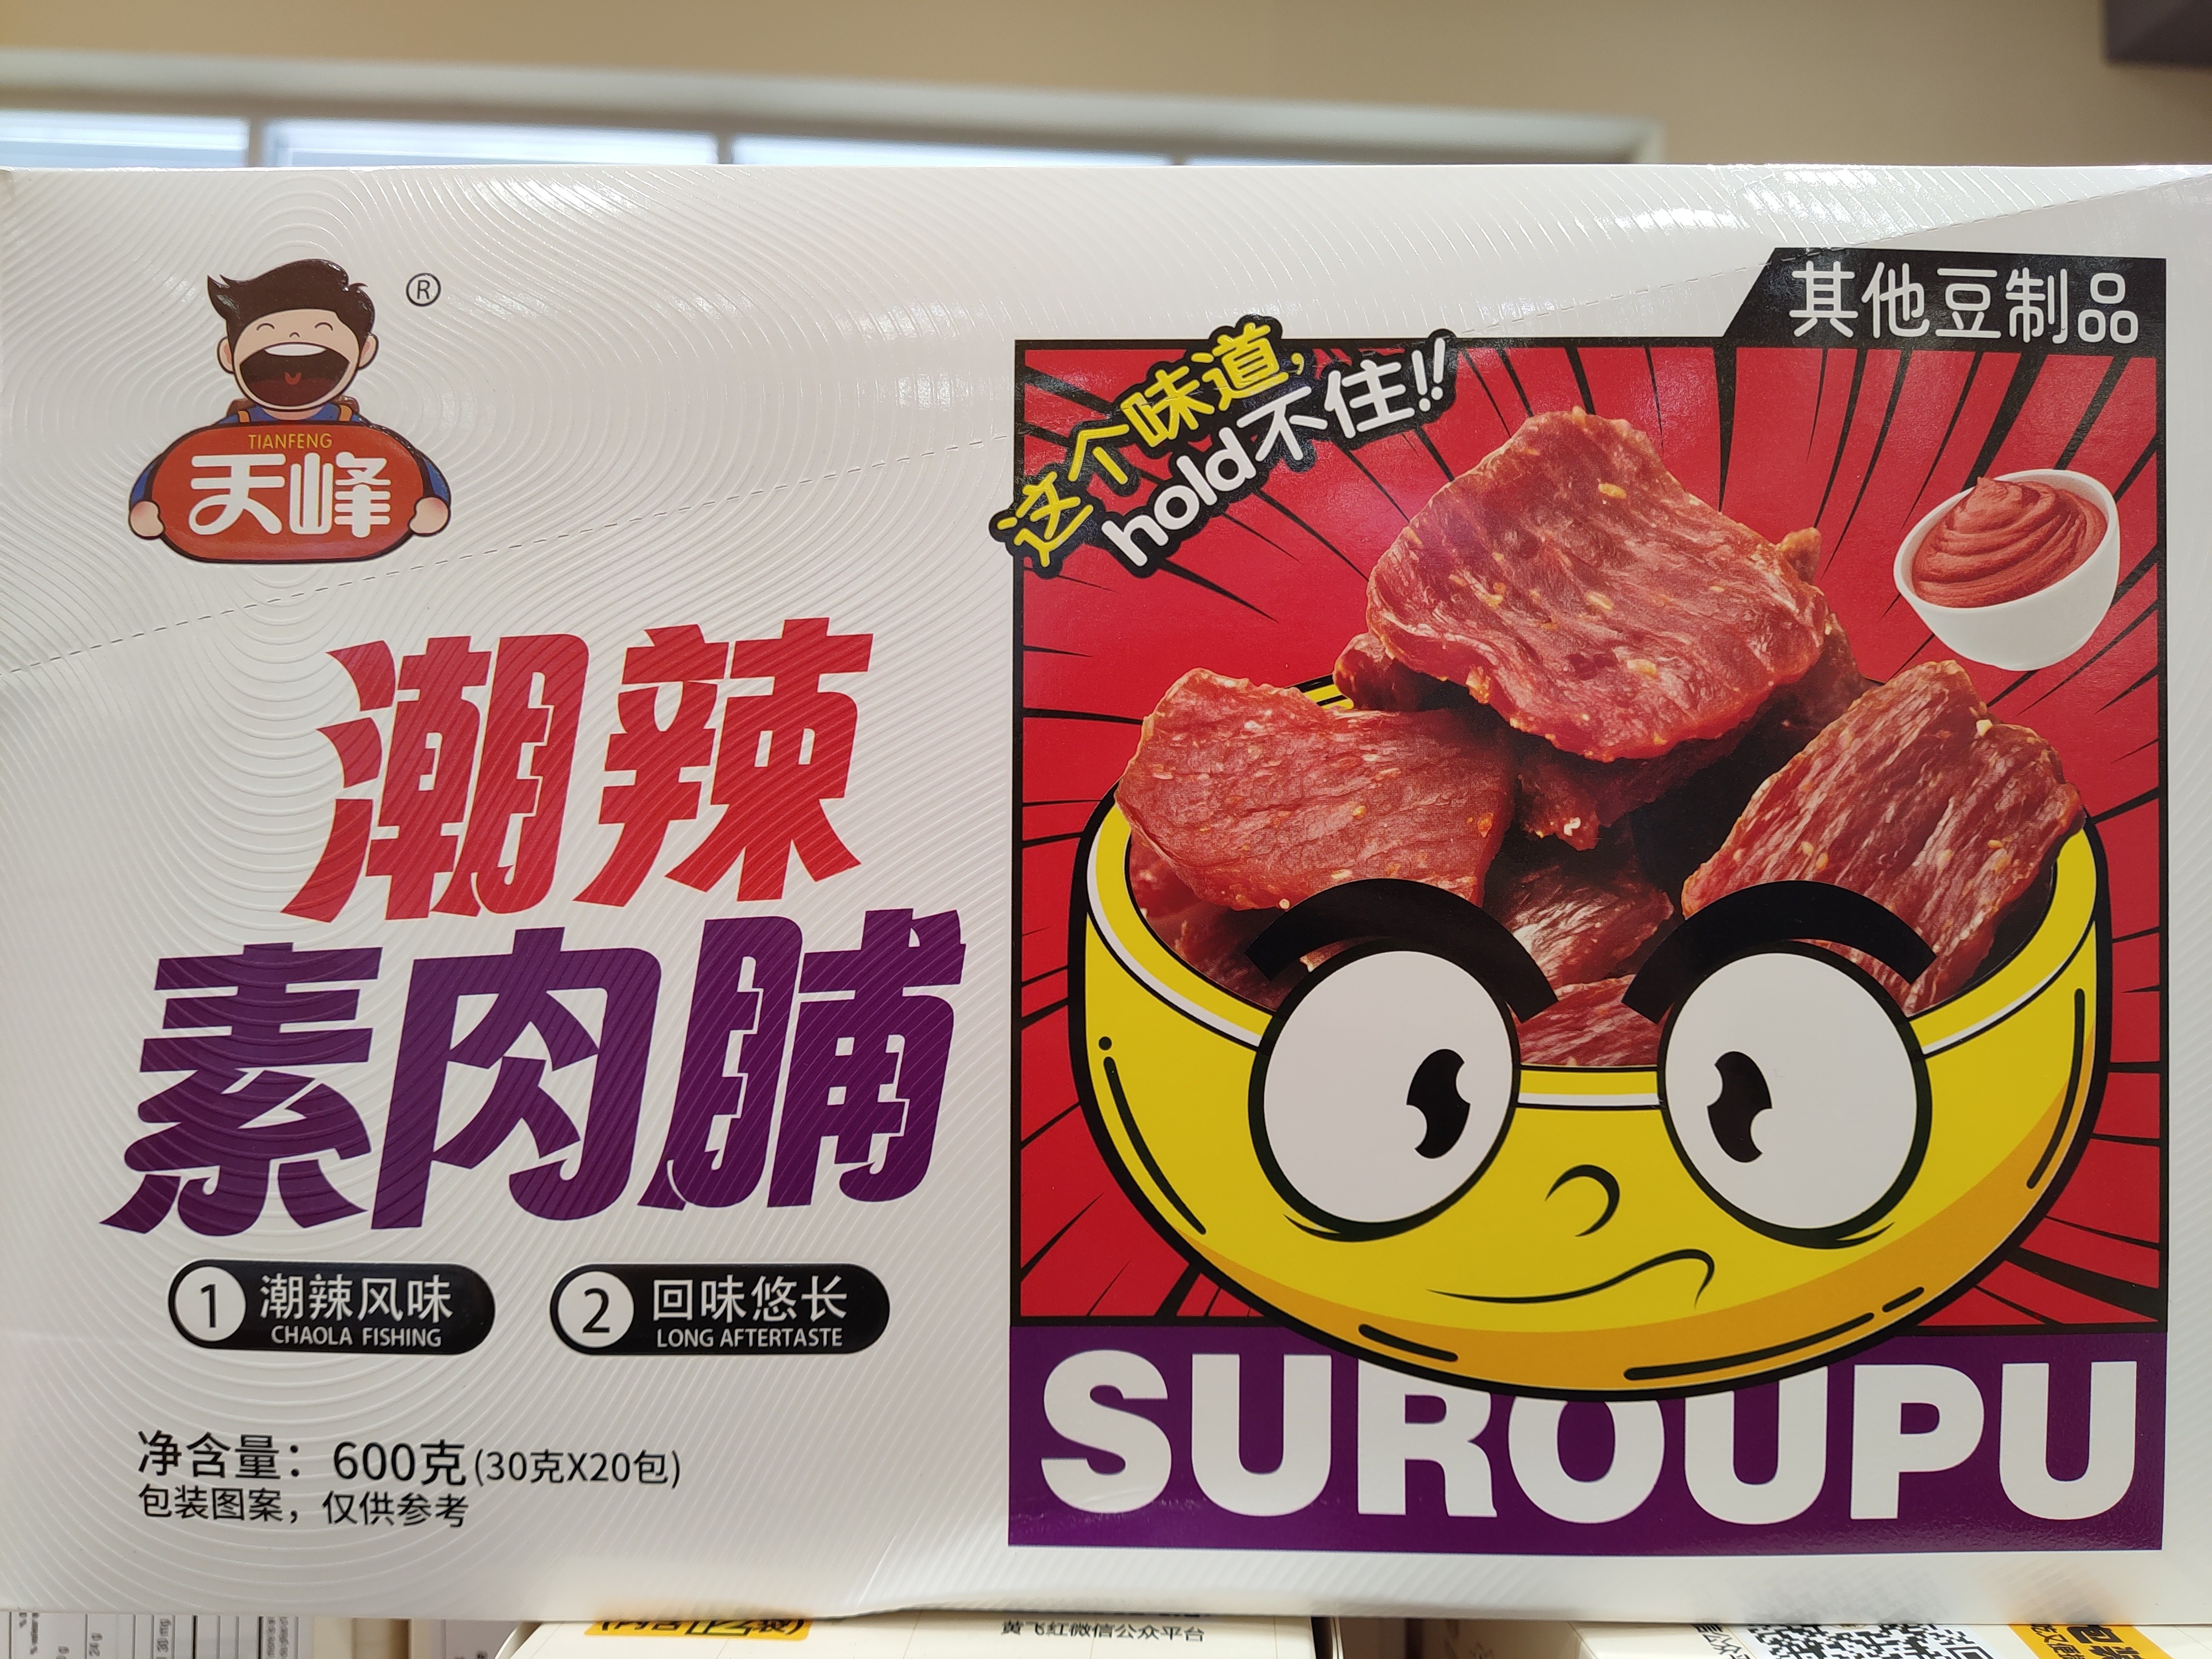 ®
TIANFENG
天峰
其他豆制品
这个味道,
hold不住!!
潮辣
素肉脯
1 潮辣风味
CHAOLA FISHING
2 回味悠长
LONG AFTERTASTE
净含量：600克(30克X20包)
包装图案，仅供参考
SUROUPU
黄飞红微信公众平台